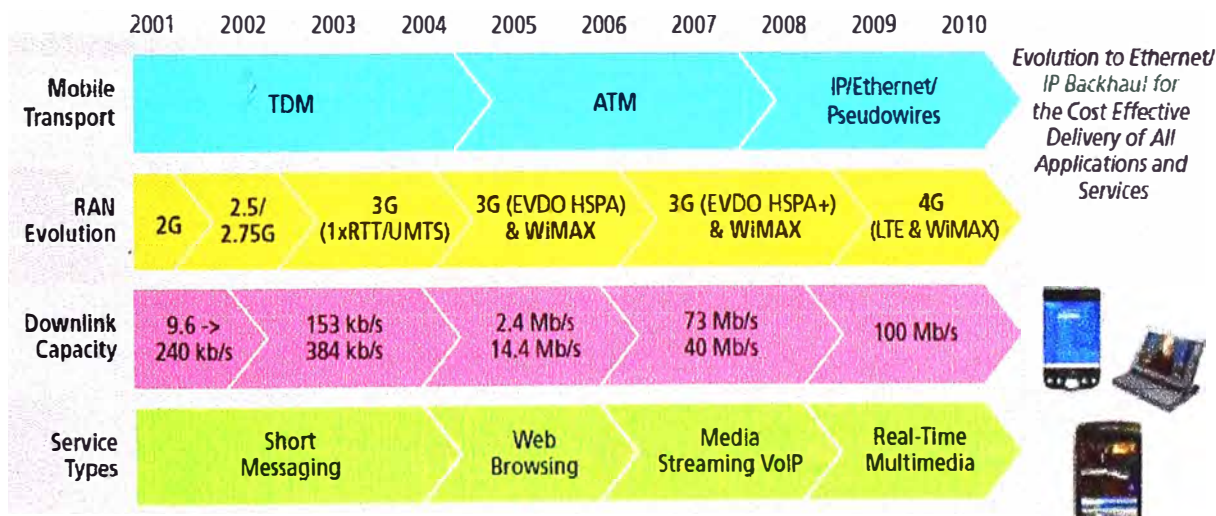 2001 2002 2003 2004 2005 2006 2007 2008 2009 2010
Mobile
Transport
TDM
ATM
IP/Ethernet/
Pseudowires
Evolution to Ethernet/
IP Backhaul for
the Cost Effective
Delivery of All
Applications and
Services
RAN
Evolution
2G
2.5/
2.75G
3G
(1xRTT/UMTS)
3G (EVDO HSPA)
& WiMAX
3G (EVDO HSPA+)
& WiMAX
4G
(LTE & WiMAX)
Downlink
Capacity
9.6 ->
240 kb/s
153 kb/s
384 kb/s
2.4 Mb/s
14.4 Mb/s
73 Mb/s
40 Mb/s
100 Mb/s
Service
Types
Short
Messaging
Web
Browsing
Media
Streaming VoIP
Real-Time
Multimedia